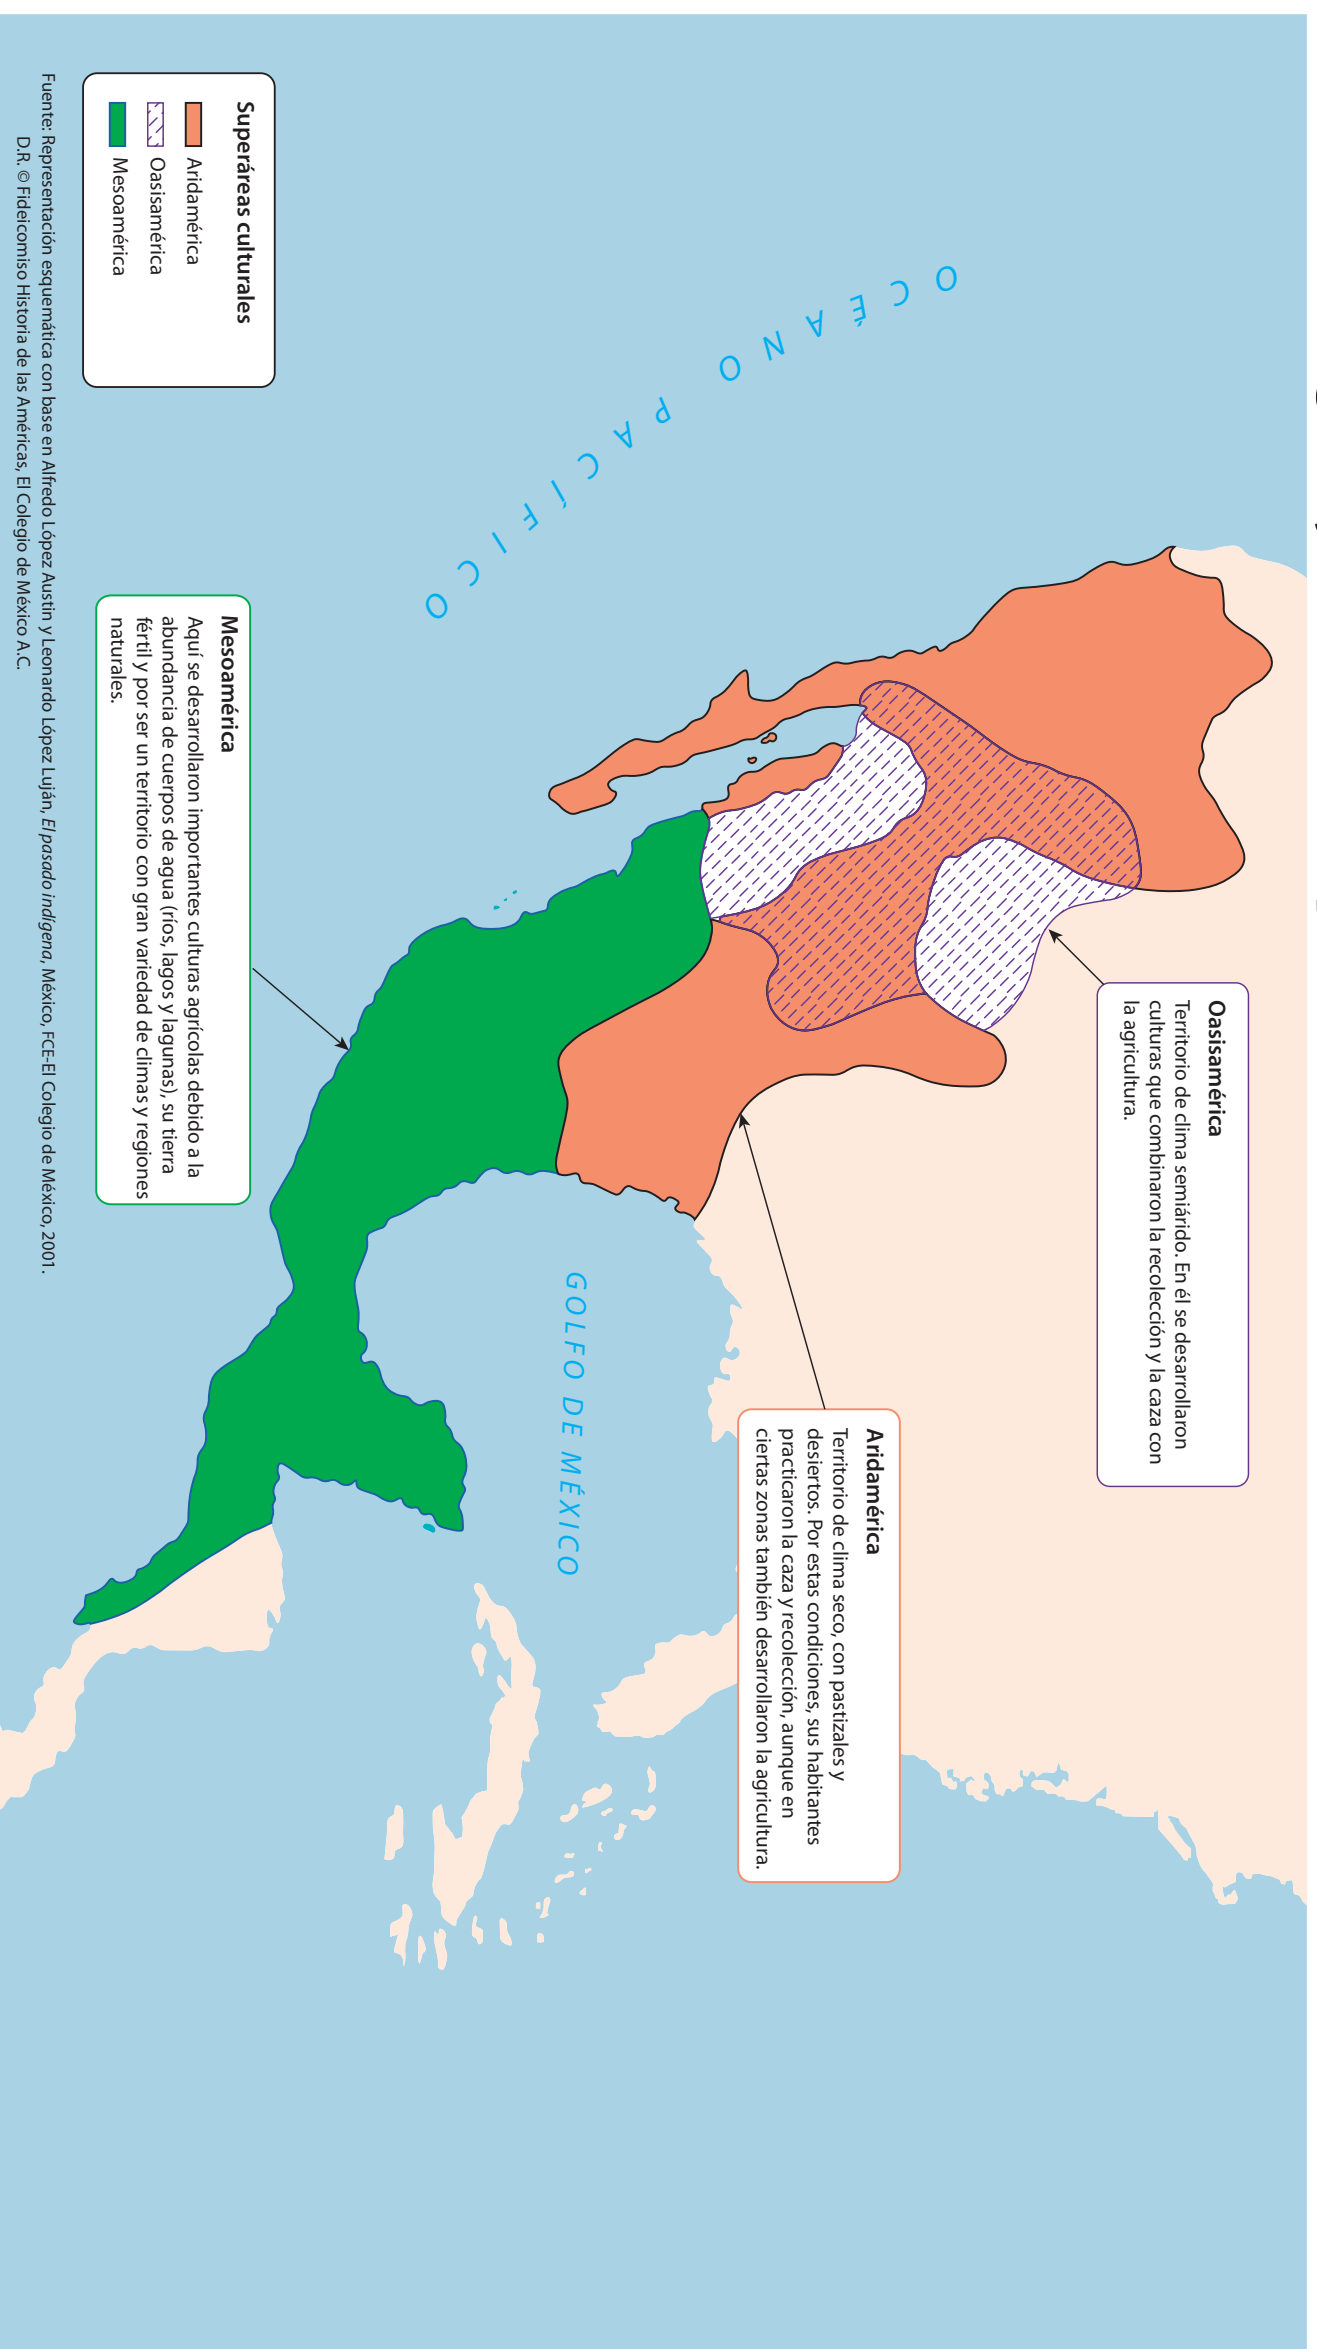 Oasisamérica
Territorio de clima semiárido. En él se desarrollaron
culturas que combinaron la recolección y la caza con
la agricultura.
Aridamérica
Territorio de clima seco, con pastizales y
desiertos. Por estas condiciones, sus habitantes
practicaron la caza y recolección, aunque en
ciertas zonas también desarrollaron la agricultura.
OCÉANO PACÍFICO
GOLFO DE MÉXICO
Superáreas culturales
Aridamérica
Oasisamérica
Mesoamérica
Mesoamérica
Aquí se desarrollaron importantes culturas agrícolas debido a la
abundancia de cuerpos de agua (ríos, lagos y lagunas), su tierra
fértil y por ser un territorio con gran variedad de climas y regiones
naturales.
Fuente: Representación esquemática con base en Alfredo López Austin y Leonardo López Luján, El pasado indígena, México, FCE-El Colegio de México, 2001.
D.R. © Fideicomiso Historia de las Américas, El Colegio de México A.C.